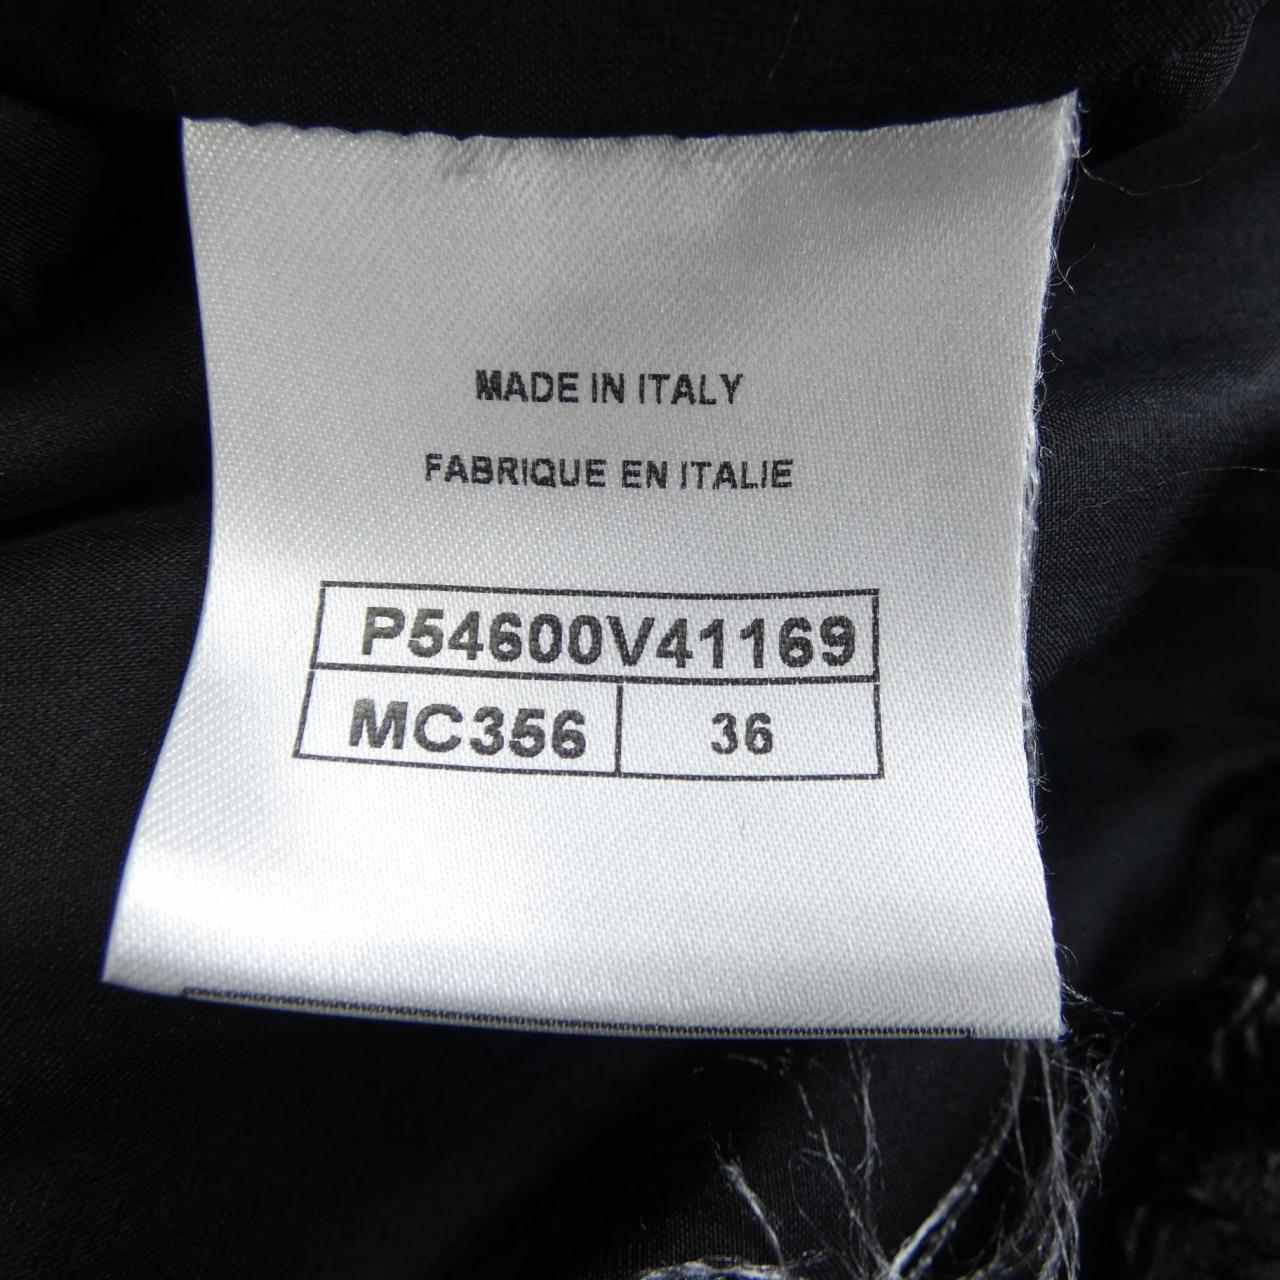 MADE IN ITALY
FABRIQUE EN ITALIE
P54600V41169
MC356 36